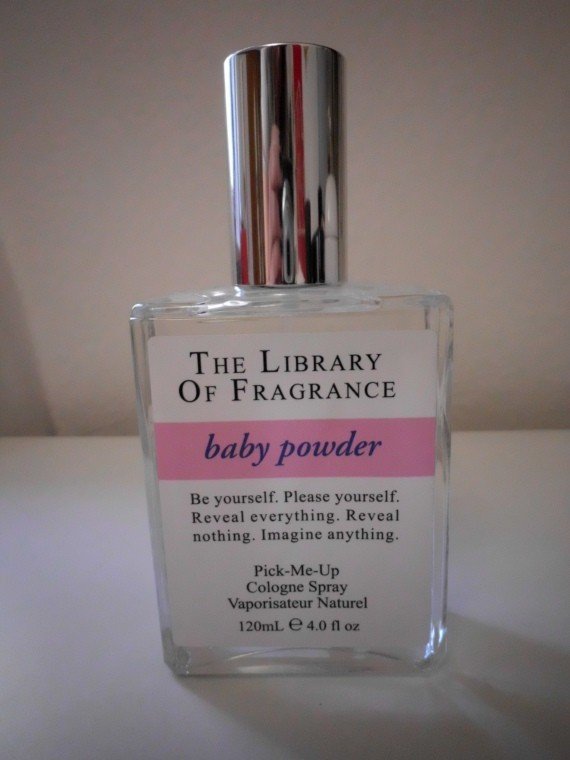 THE LIBRARY
OF FRAGRANCE
baby powder
Be yourself. Please yourself.
Reveal everything. Reveal
nothing. Imagine anything.
Pick-Me-Up
Cologne Spray
Vaporisateur Naturel
120mL ℮ 4.0 fl oz